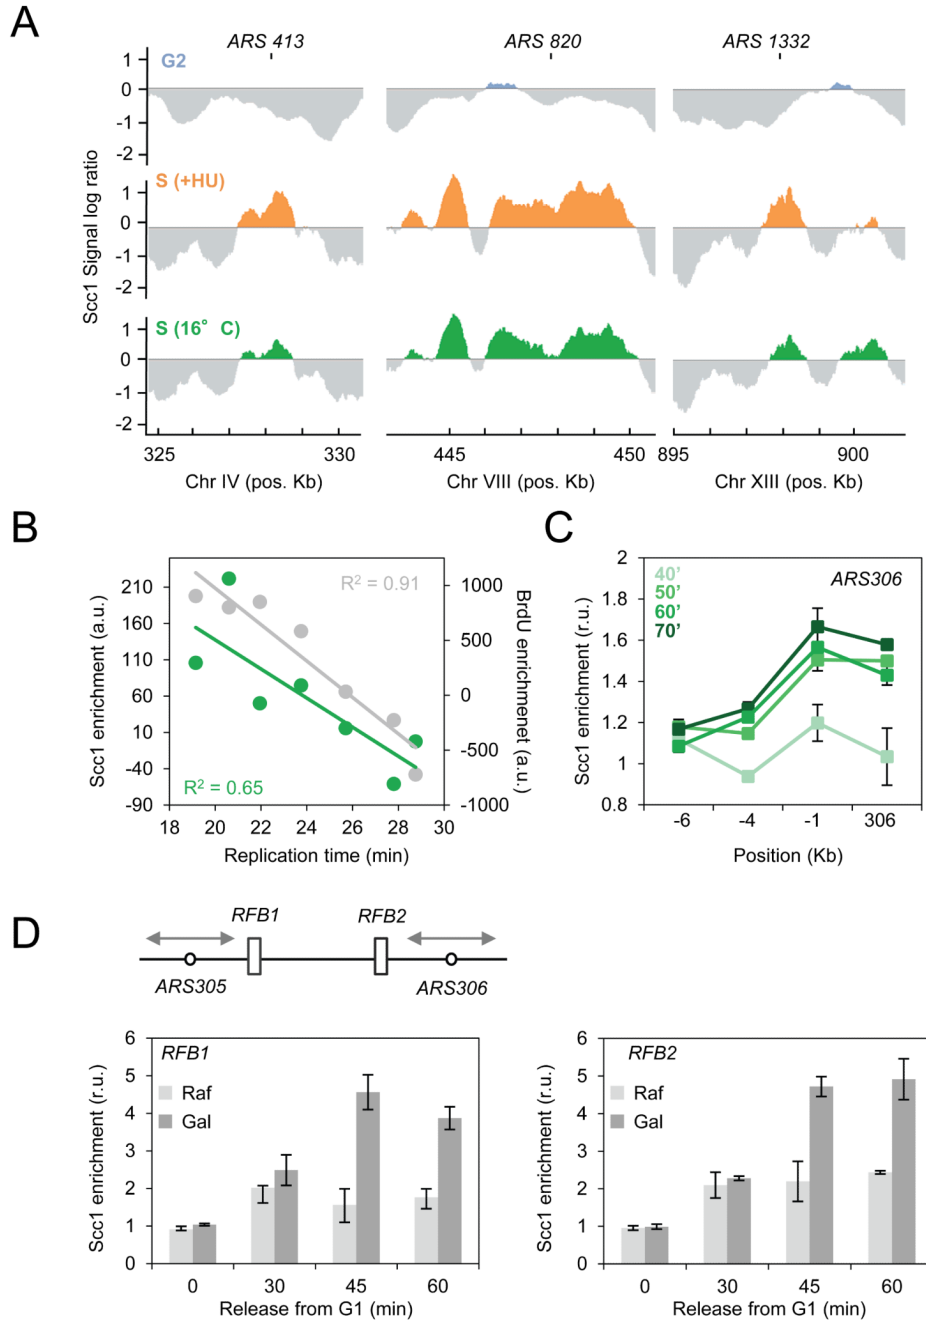 A
ARS 413
ARS 820
ARS 1332
Scc1 Signal log ratio
G2
1
0
-1
-2
S (+HU)
1
0
-1
-2
S (16° C)
1
0
-1
-2
325 330
445 450
895 900
Chr IV (pos. Kb)
Chr VIII (pos. Kb)
Chr XIII (pos. Kb)
B
Scc1 enrichment (a.u.)
210
160
110
60
10
-40
-90
R² = 0.91
R² = 0.65
1000
500
0
-500
-1000
BrdU enrichmenet (a.u.)
18 20 22 24 26 28 30
Replication time (min)
C
Scc1 enrichment (r.u.)
2
1.8
1.6
1.4
1.2
1
0.8
40'
50'
60'
70'
ARS306
-6 -4 -1 306
Position (Kb)
D
RFB1 RFB2
ARS305 ARS306
Scc1 enrichment (r.u.)
6
5
4
3
2
1
0
RFB1
Raf
Gal
0 30 45 60
Release from G1 (min)
Scc1 enrichment (r.u.)
6
5
4
3
2
1
0
RFB2
Raf
Gal
0 30 45 60
Release from G1 (min)